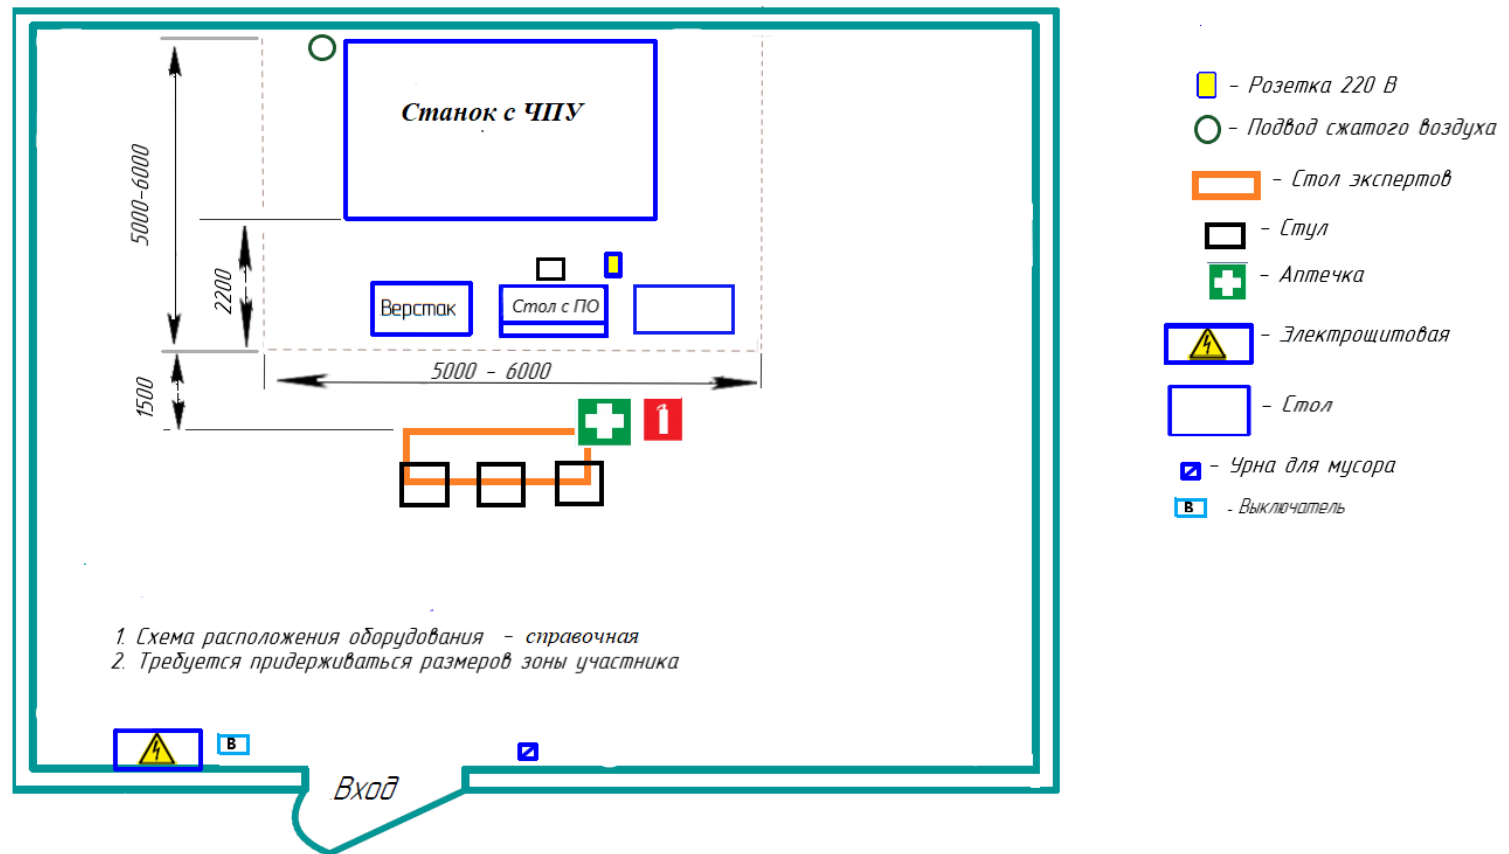 Станок с ЧПУ
5000-6000
2200
Верстак
Стол с ПО
5000 - 6000
1500
1. Схема расположения оборудования - справочная
2. Требуется придерживаться размеров зоны участника
В
Вход
- Розетка 220 В
- Подвод сжатого воздуха
- Стол экспертов
- Стул
- Аптечка
- Электрощитовая
- Стол
- Урна для мусора
В - Выключатель